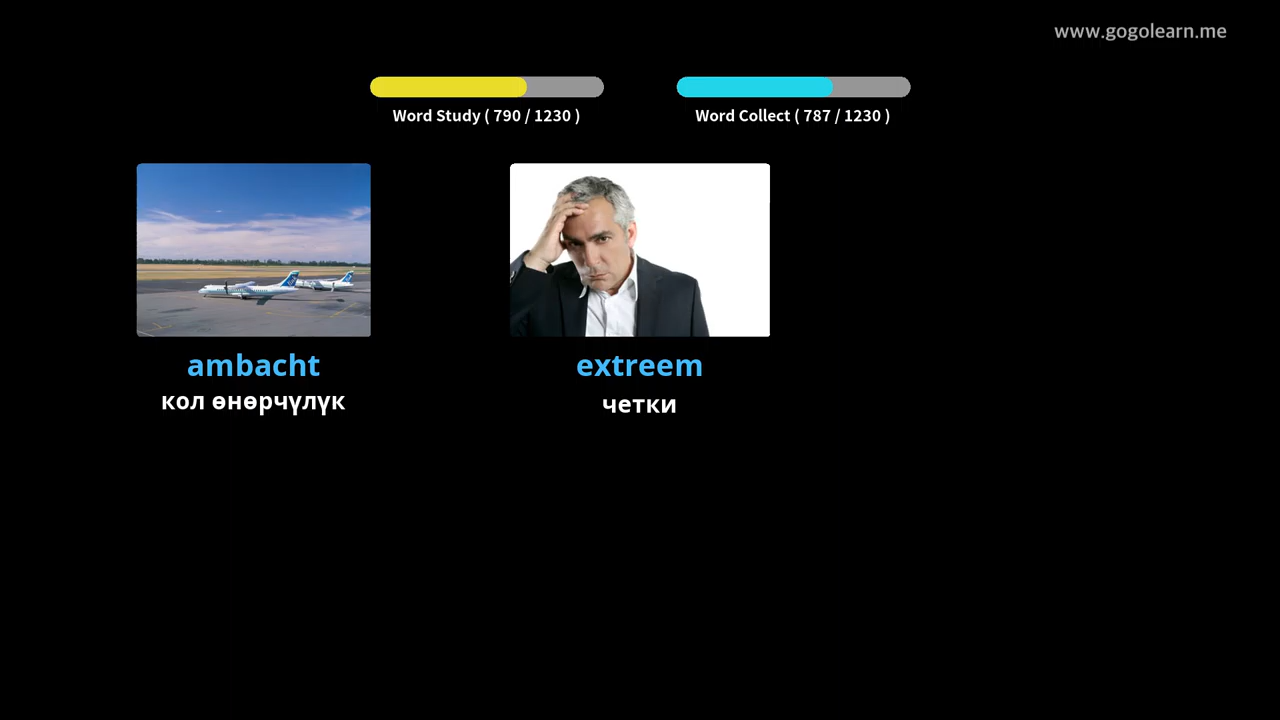 www.gogolearn.me
Word Study ( 790 / 1230 )
Word Collect ( 787 / 1230 )
ambacht
кол өнөрчүлүк
extreem
четки